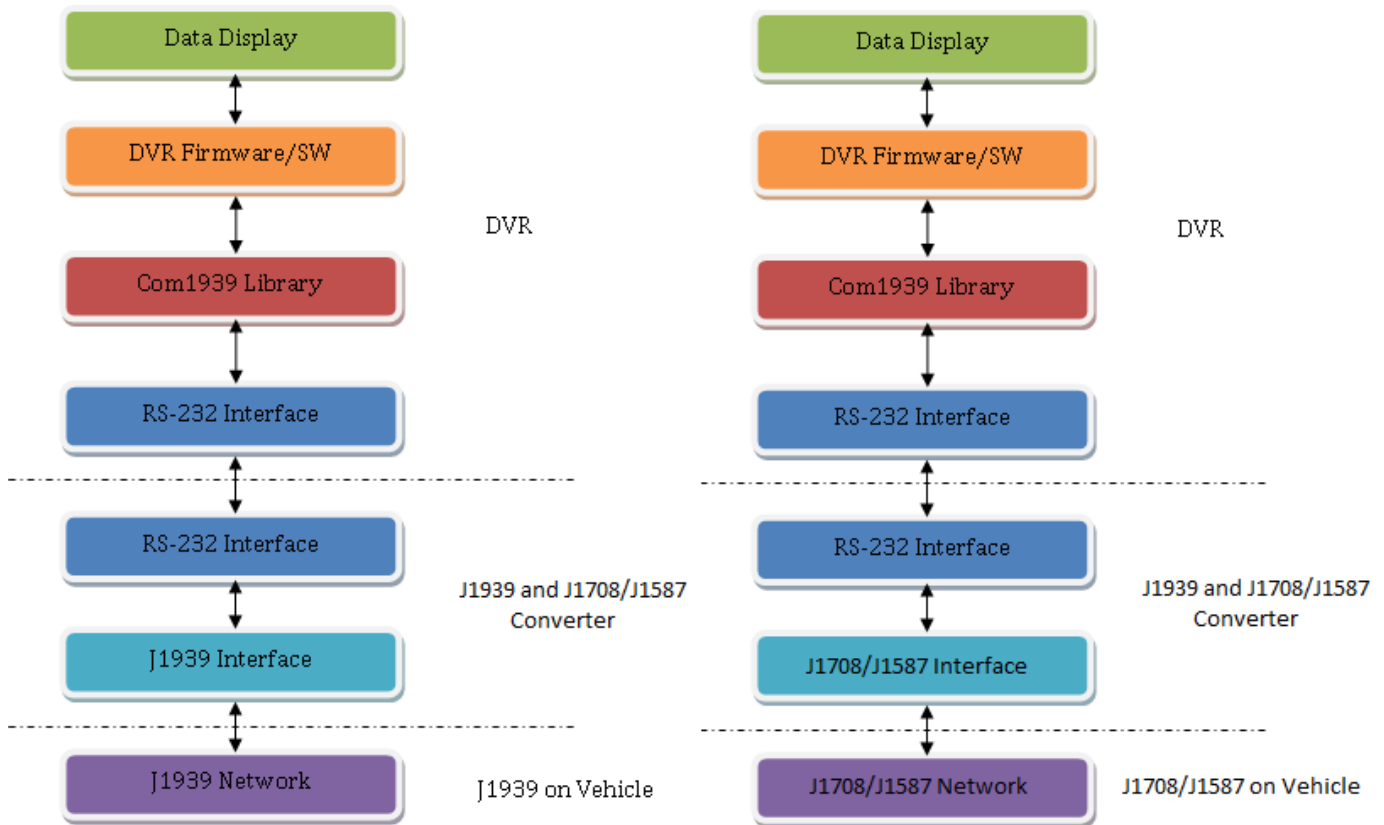 Data Display
DVR Firmware/SW
DVR
Com1939 Library
RS-232 Interface
RS-232 Interface
J1939 and J1708/J1587
Converter
J1939 Interface
J1939 Network
J1939 on Vehicle
Data Display
DVR Firmware/SW
DVR
Com1939 Library
RS-232 Interface
RS-232 Interface
J1939 and J1708/J1587
Converter
J1708/J1587 Interface
J1708/J1587 Network
J1708/J1587 on Vehicle